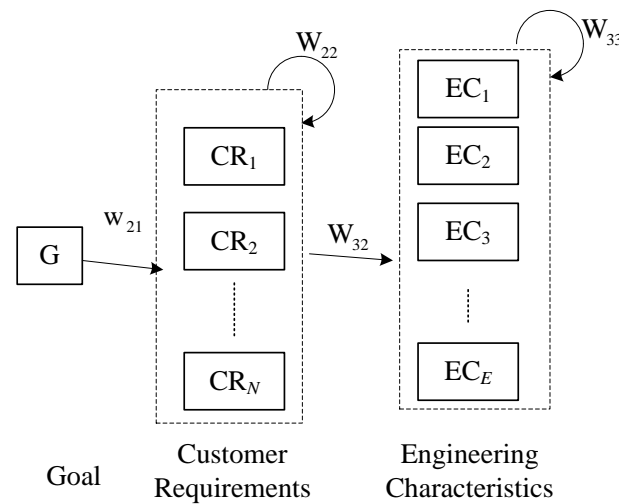 W22
W33
EC1
CR1
EC2
w21
CR2
W32
EC3
G
CRN
ECE
Goal
Customer
Requirements
Engineering
Characteristics